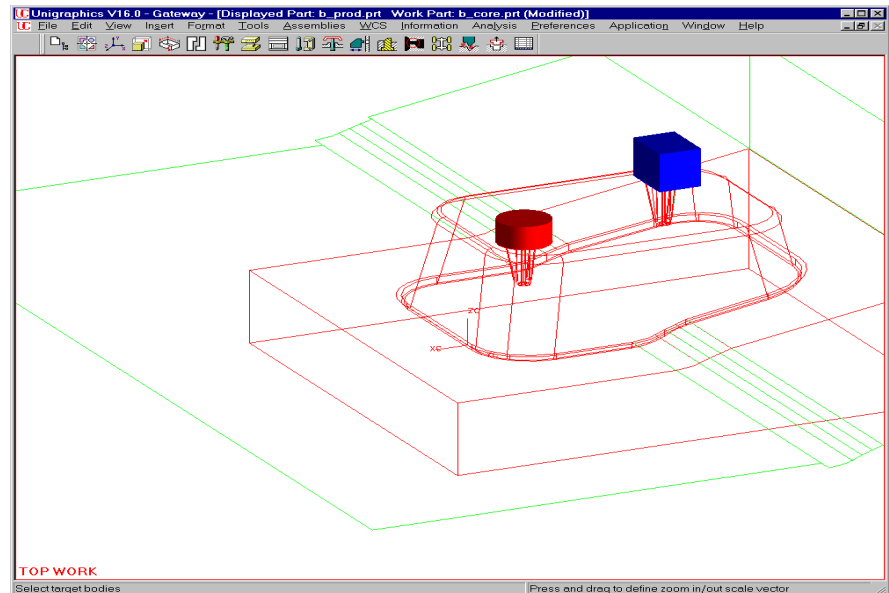 Unigraphics V16.0 - Gateway - [Displayed Part: b_prod.prt Work Part: b_core.prt (Modified)]
File Edit View Insert Format Tools Assemblies WCS Information Analysis Preferences Application Window Help
ZC
XC
TOP WORK
Select target bodies Press and drag to define zoom in/out scale vector